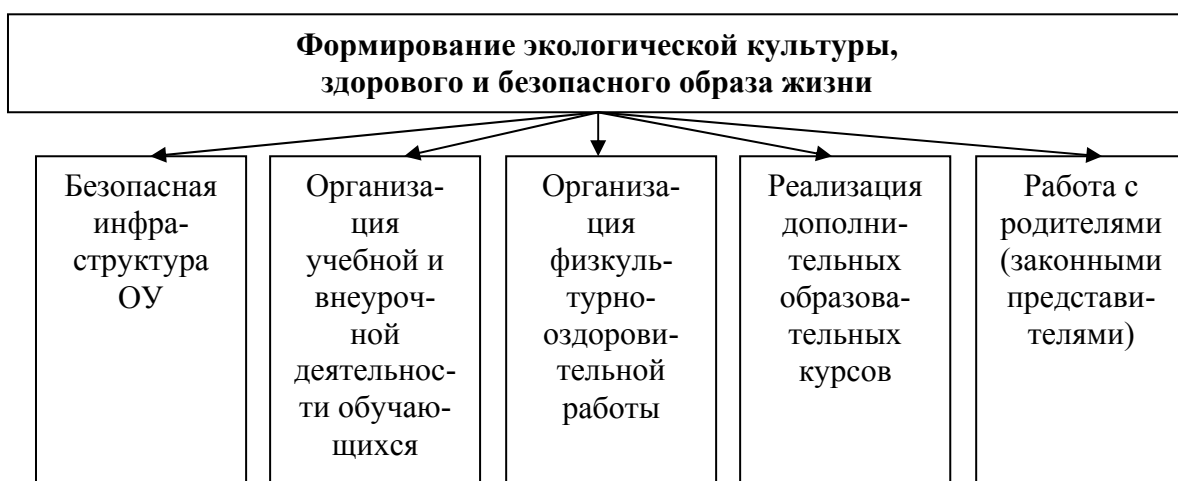 Формирование экологической культуры,
здорового и безопасного образа жизни
Безопасная
инфра-
структура
ОУ
Организа-
ция
учебной и
внеуроч-
ной
деятельнос-
ти обучаю-
щихся
Организа-
ция
физкуль-
турно-
оздорови-
тельной
работы
Реализация
дополни-
тельных
образова-
тельных
курсов
Работа с
родителями
(законными
представи-
телями)